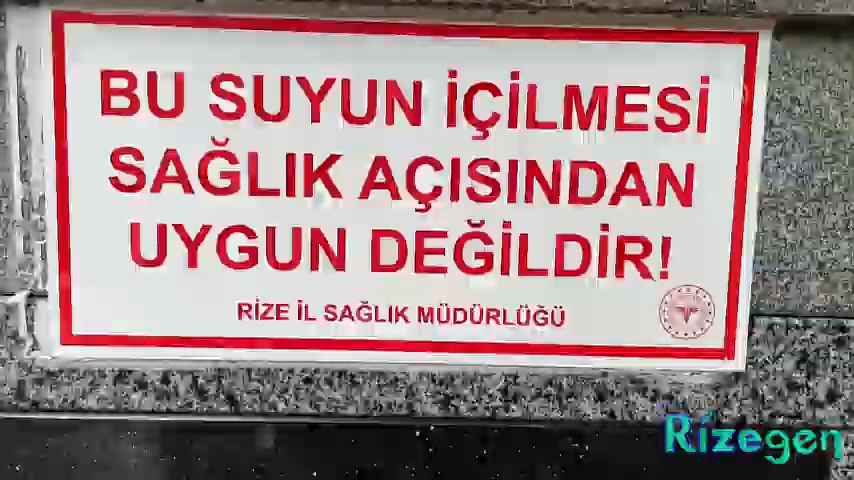 BU SUYUN İÇİLMESİ
SAĞLIK AÇISINDAN
UYGUN DEĞİLDİR!
RİZE İL SAĞLIK MÜDÜRLÜĞÜ
Rizegen